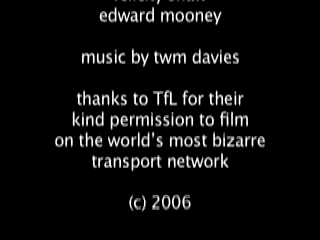 edward mooney
music by twm davies
thanks to TfL for their
kind permission to film
on the world's most bizarre
transport network
(c) 2006